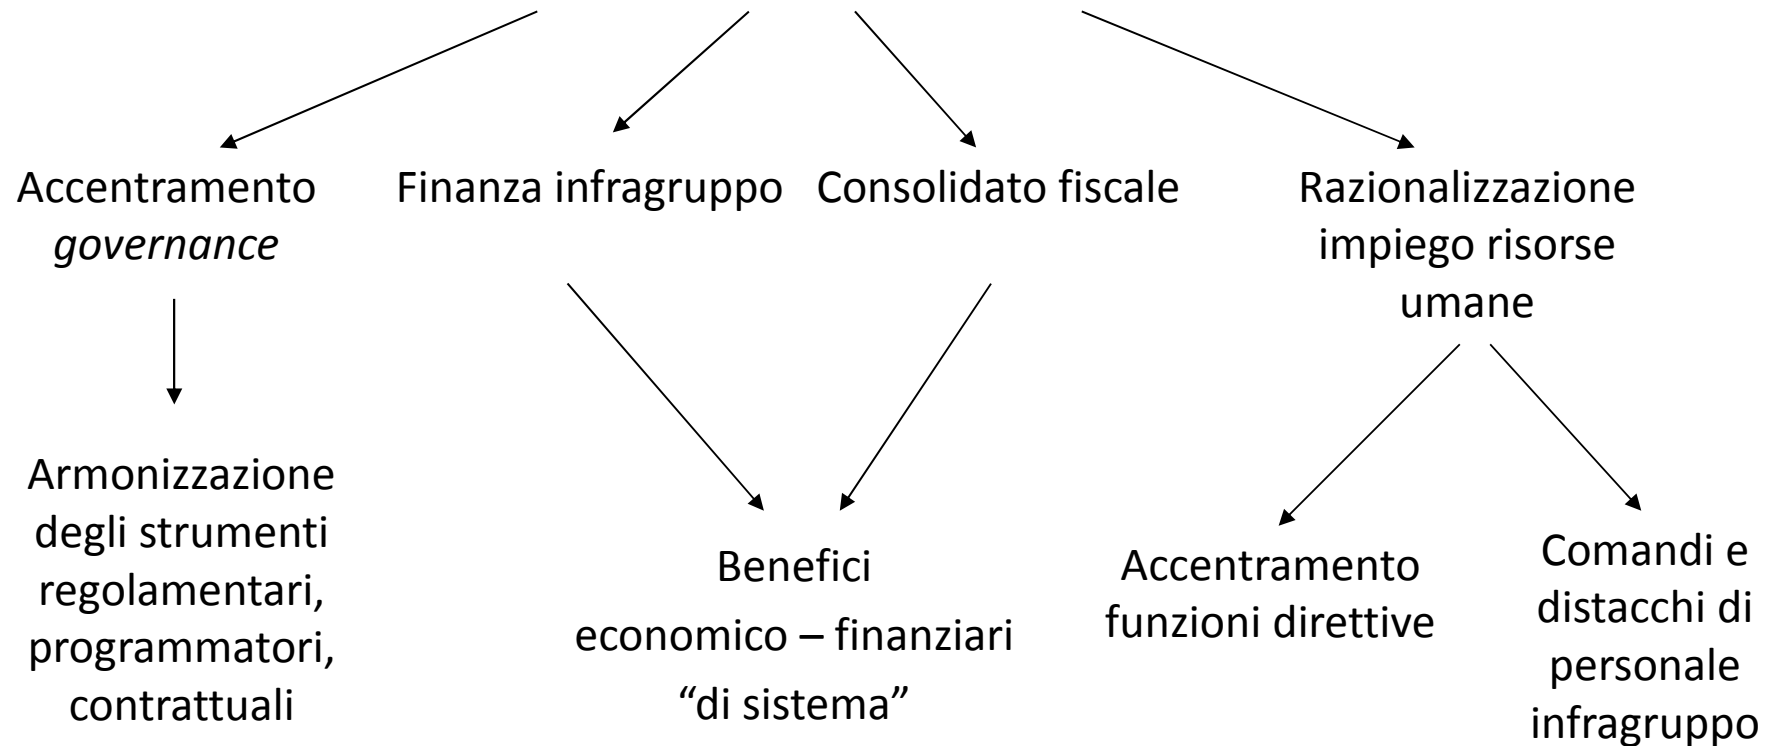 Accentramento
governance
Finanza infragruppo
Consolidato fiscale
Razionalizzazione
impiego risorse
umane
Armonizzazione
degli strumenti
regolamentari,
programmatori,
contrattuali
Benefici
economico – finanziari
“di sistema”
Accentramento
funzioni direttive
Comandi e
distacchi di
personale
infragruppo